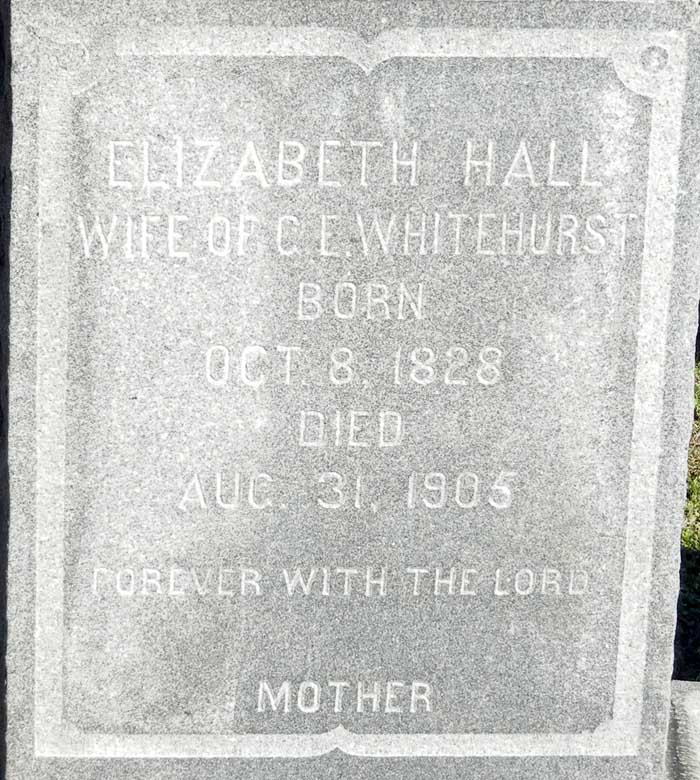 ELIZABETH HALL
WIFE OF C. E. WHITEHURST
BORN
OCT. 8, 1828
DIED
AUG. 31, 1905
FOREVER WITH THE LORD.
MOTHER